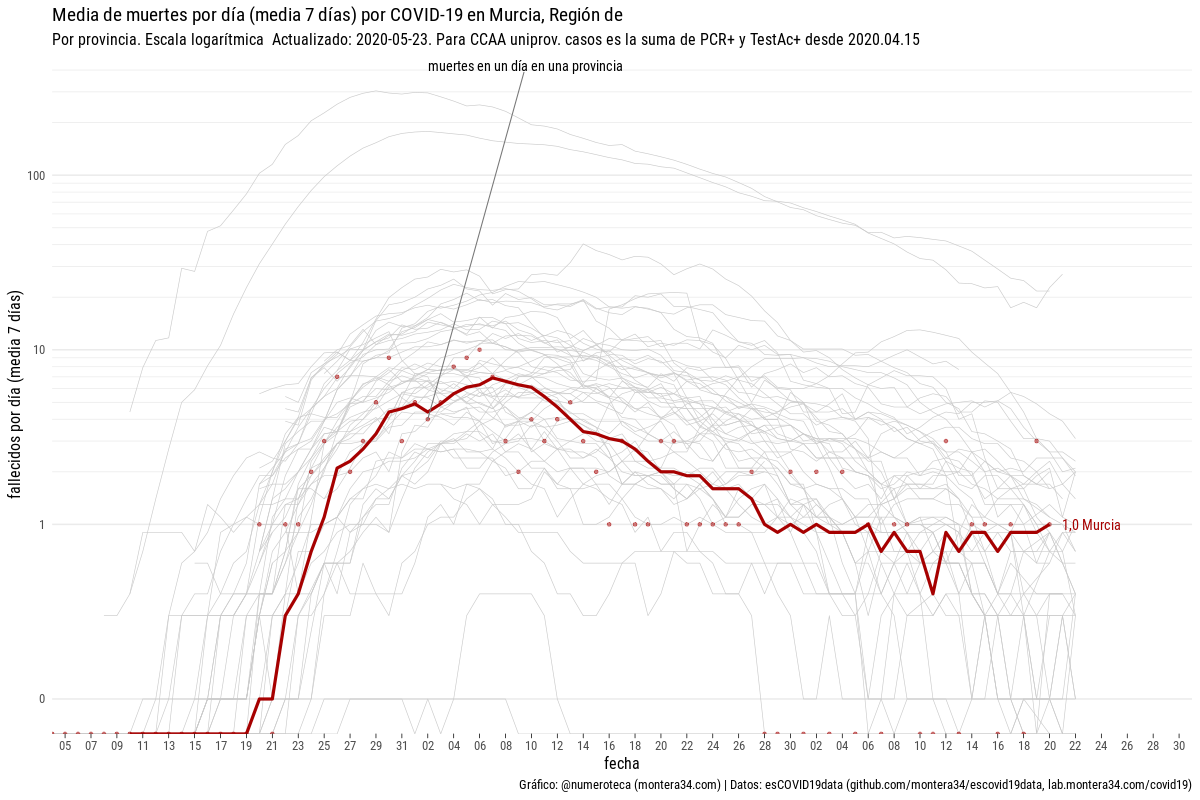 Media de muertes por día (media 7 días) por COVID-19 en Murcia, Región de
Por provincia. Escala logarítmica  Actualizado: 2020-05-23. Para CCAA uniprov. casos es la suma de PCR+ y TestAc+ desde 2020.04.15
muertes en un día en una provincia
fallecidos por día (media  7 días)
100
10
1
0
1,0 Murcia
05 07 09 11 13 15 17 19 21 23 25 27 29 31 02 04 06 08 10 12 14 16 18 20 22 24 26 28 30 02 04 06 08 10 12 14 16 18 20 22 24 26 28 30
fecha
Gráfico: @numeroteca (montera34.com) | Datos: esCOVID19data (github.com/montera34/escovid19data, lab.montera34.com/covid19)